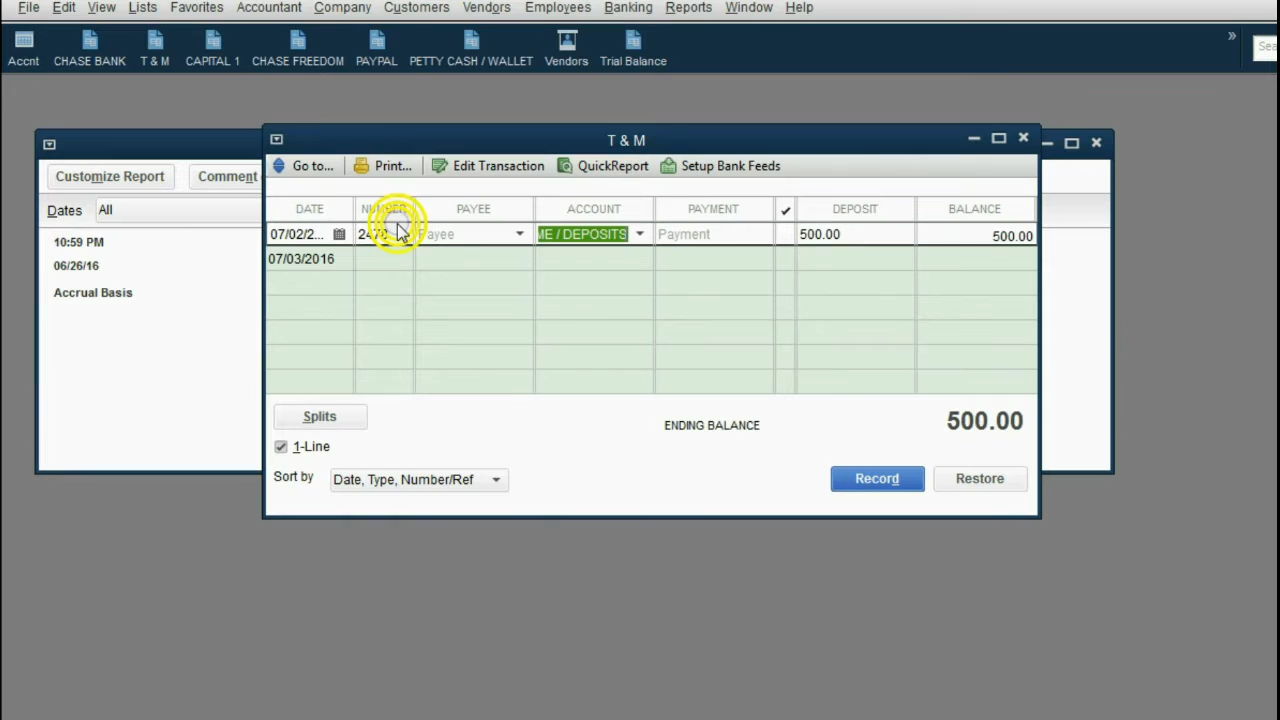 File Edit View Lists Favorites Accountant Company Customers Vendors Employees Banking Reports Window Help
Accnt CHASE BANK T & M CAPITAL 1 CHASE FREEDOM PAYPAL PETTY CASH / WALLET Vendors Trial Balance » Sea
T & M
Go to... Print... Edit Transaction QuickReport Setup Bank Feeds
Customize Report Comment
Dates All
DATE NUMBER PAYEE ACCOUNT PAYMENT ✓ DEPOSIT BALANCE
07/02/2... Payee ME / DEPOSITS Payment 500.00 500.00
07/03/2016
10:59 PM
06/26/16
Accrual Basis
Splits
ENDING BALANCE 500.00
1-Line
Sort by Date, Type, Number/Ref
Record Restore